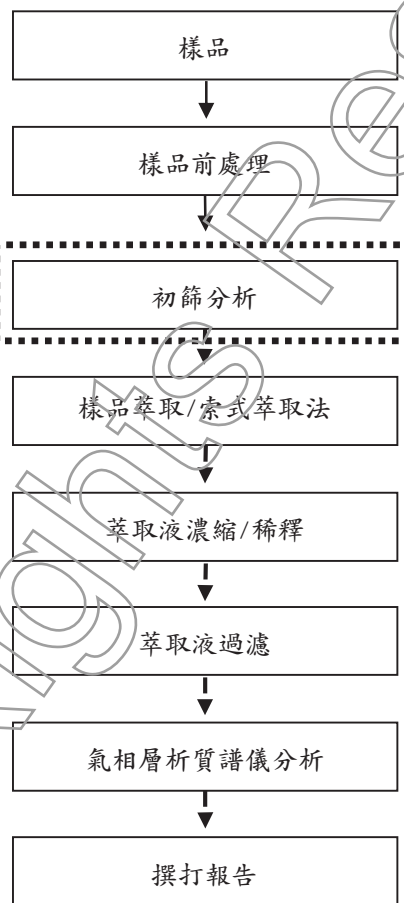 樣品
樣品前處理
初篩分析
樣品萃取/索式萃取法
萃取液濃縮/稀釋
萃取液過濾
氣相層析質譜儀分析
撰打報告